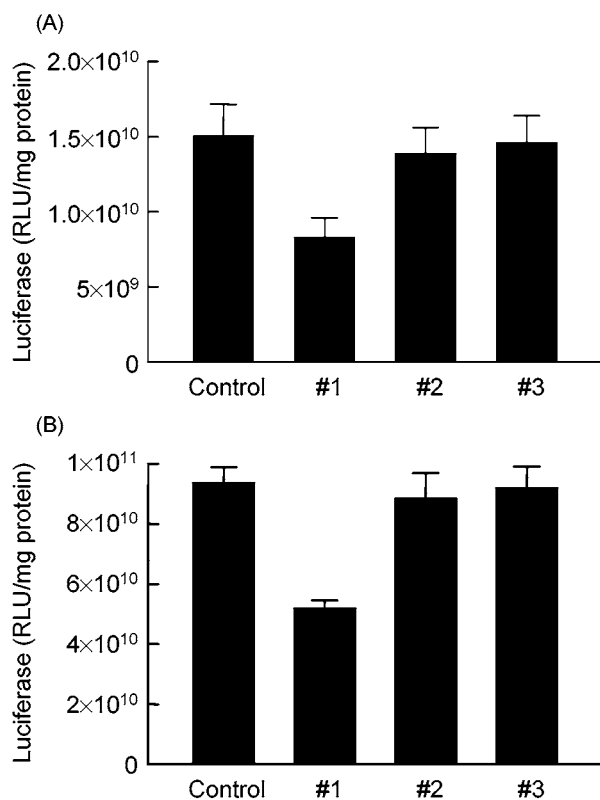 (A)
Luciferase (RLU/mg protein)
2.0×10¹⁰
1.5×10¹⁰
1.0×10¹⁰
5×10⁹
0
Control #1 #2 #3
(B)
Luciferase (RLU/mg protein)
1×10¹¹
8×10¹⁰
6×10¹⁰
4×10¹⁰
2×10¹⁰
0
Control #1 #2 #3